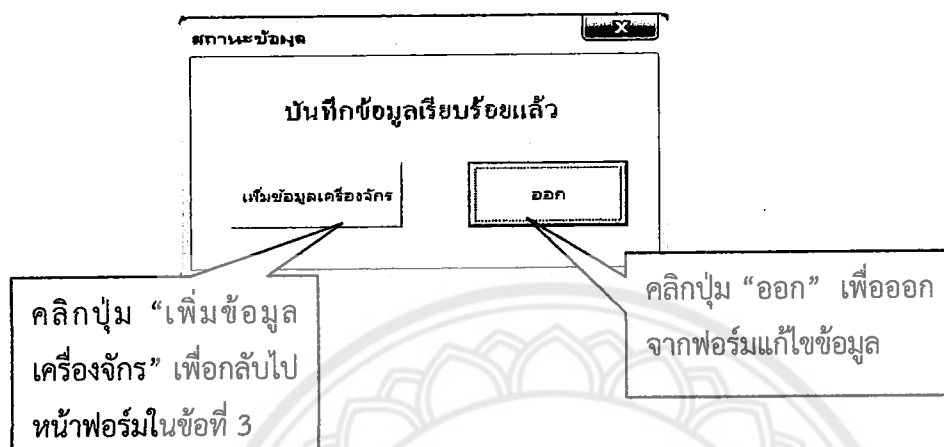 สถานะข้อมูล
X
บันทึกข้อมูลเรียบร้อยแล้ว
เพิ่มข้อมูลเครื่องจักร
ออก
คลิกปุ่ม “เพิ่มข้อมูล
เครื่องจักร” เพื่อกลับไป
หน้าฟอร์มในข้อที่ 3
คลิกปุ่ม “ออก” เพื่อออก
จากฟอร์มแก้ไขข้อมูล